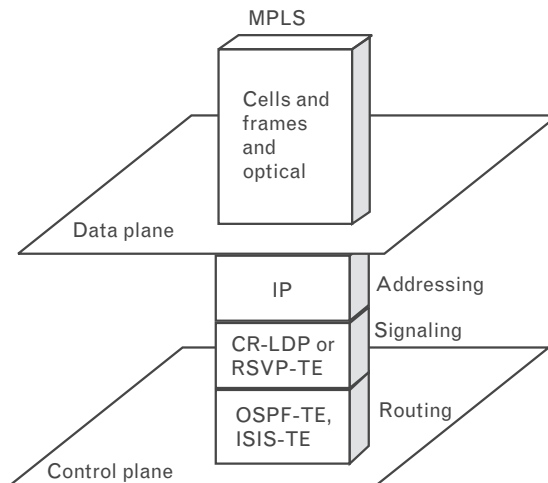 MPLS
Cells and
frames
and
optical
Data plane
IP
Addressing
Signaling
CR-LDP or
RSVP-TE
OSPF-TE,
ISIS-TE
Routing
Control plane